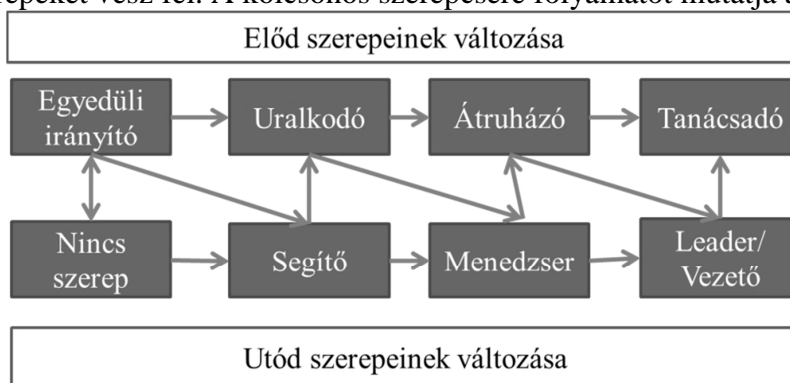 szerepeket vesz fel. A kölcsönös szerepcsere folyamatot mutatja
Előd szerepeinek változása
Egyedüli
irányító
Uralkodó
Átruházó
Tanácsadó
Nincs
szerep
Segítő
Menedzser
Leader/
Vezető
Utód szerepeinek változása